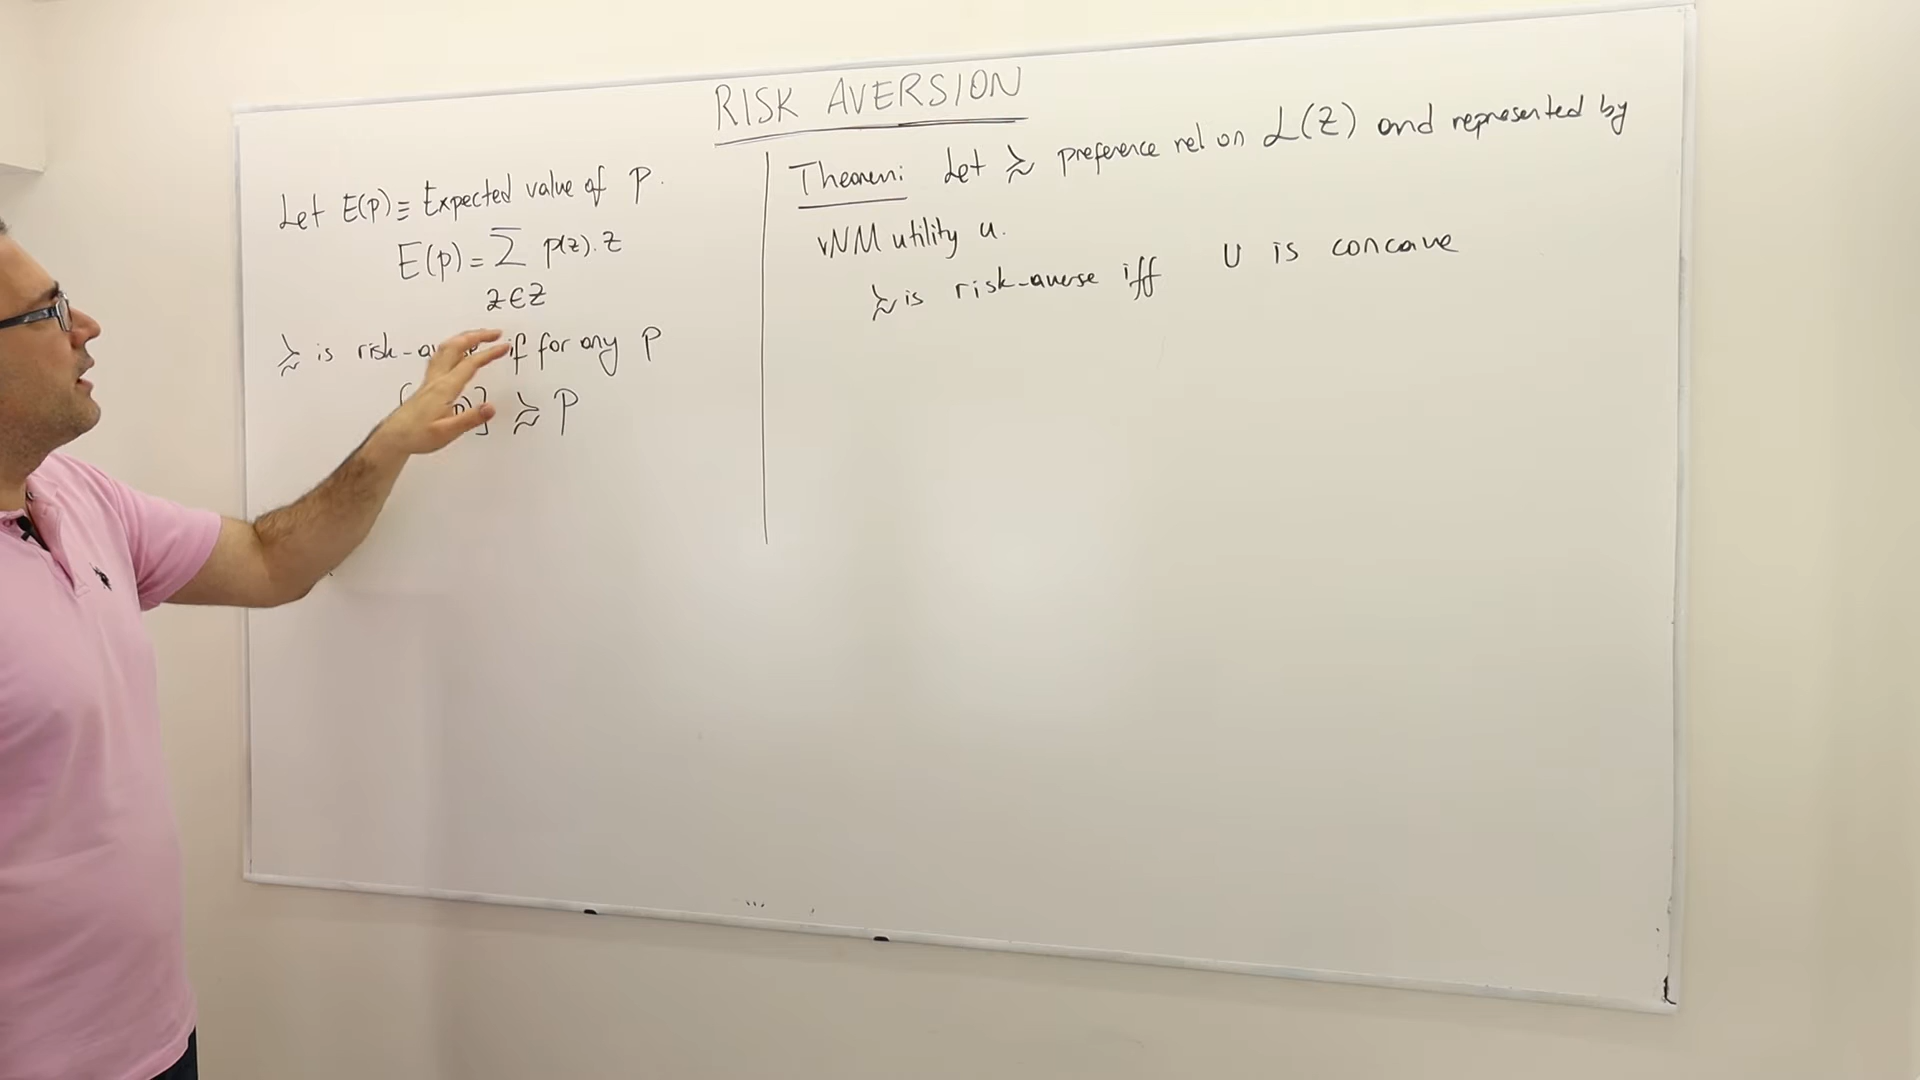 RISK AVERSION
Let E(p) ≡ Expected value of P.
E(p) = Σ p(z). z
z∈Z
≿ is risk-a if for any P
p)] ≿ P
Theorem: Let ≿ preference rel on L(Z) and represented by
vNM utility u.
≿ is risk-averse iff U is concave